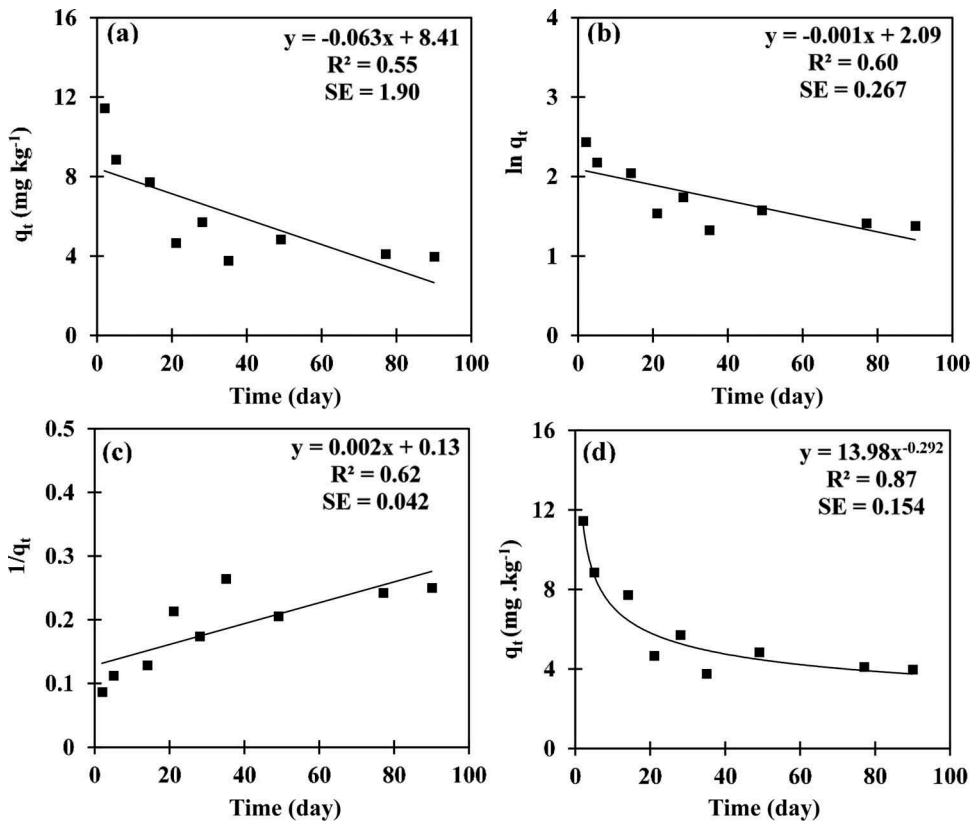 (a)
y = -0.063x + 8.41
R² = 0.55
SE = 1.90
16
12
8
4
0
qₜ (mg kg⁻¹)
0 20 40 60 80 100
Time (day)
(b)
y = -0.001x + 2.09
R² = 0.60
SE = 0.267
4
3
2
1
0
ln qₜ
0 20 40 60 80 100
Time (day)
(c)
y = 0.002x + 0.13
R² = 0.62
SE = 0.042
0.5
0.4
0.3
0.2
0.1
0
1/qₜ
0 20 40 60 80 100
Time (day)
(d)
y = 13.98x⁻⁰·²⁹²
R² = 0.87
SE = 0.154
16
12
8
4
0
qₜ (mg .kg⁻¹)
0 20 40 60 80 100
Time (day)